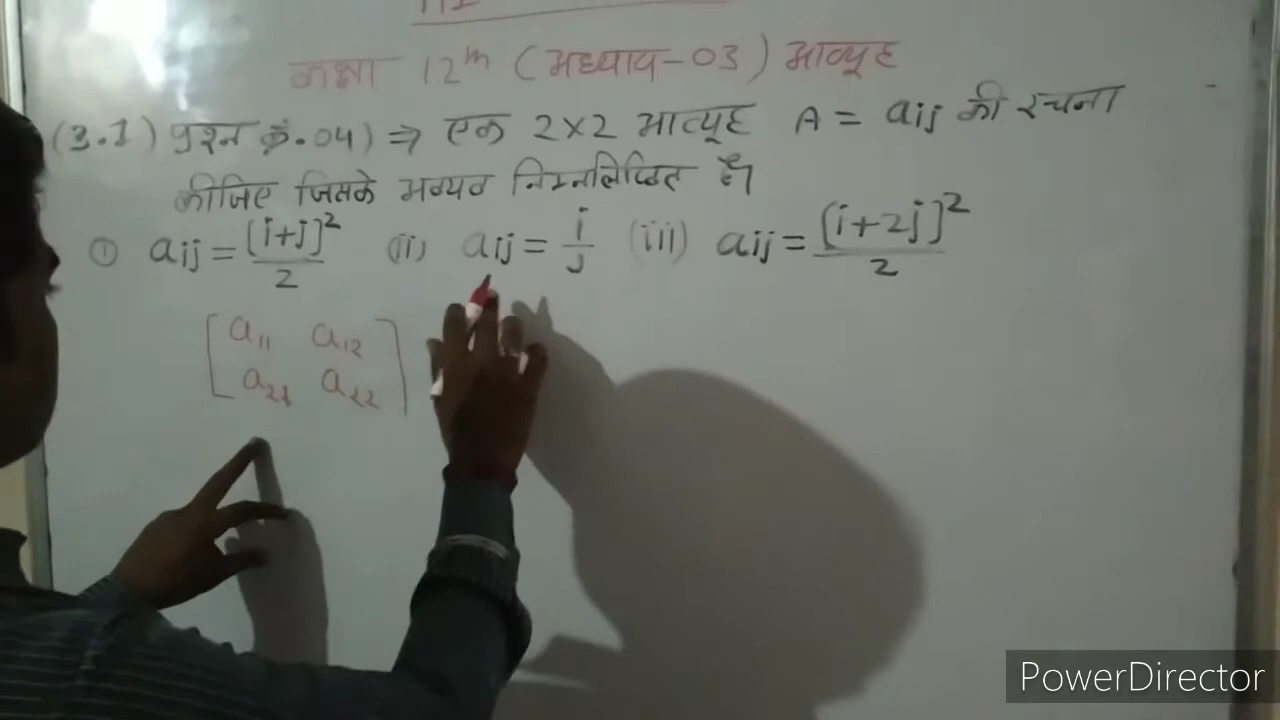 कक्षा 12th (अध्याय-03) आव्यूह
(3.1) प्रश्न क्रं.04) ⇒ एक 2×2 आव्यूह A = aij की रचना
कीजिए जिसके अवयव निम्नलिखित है।
① aij = (i+j)²/2 (ii) aij = i/j (iii) aij = (i+2j)²/2
[a11 a12
a22 a22]
PowerDirector